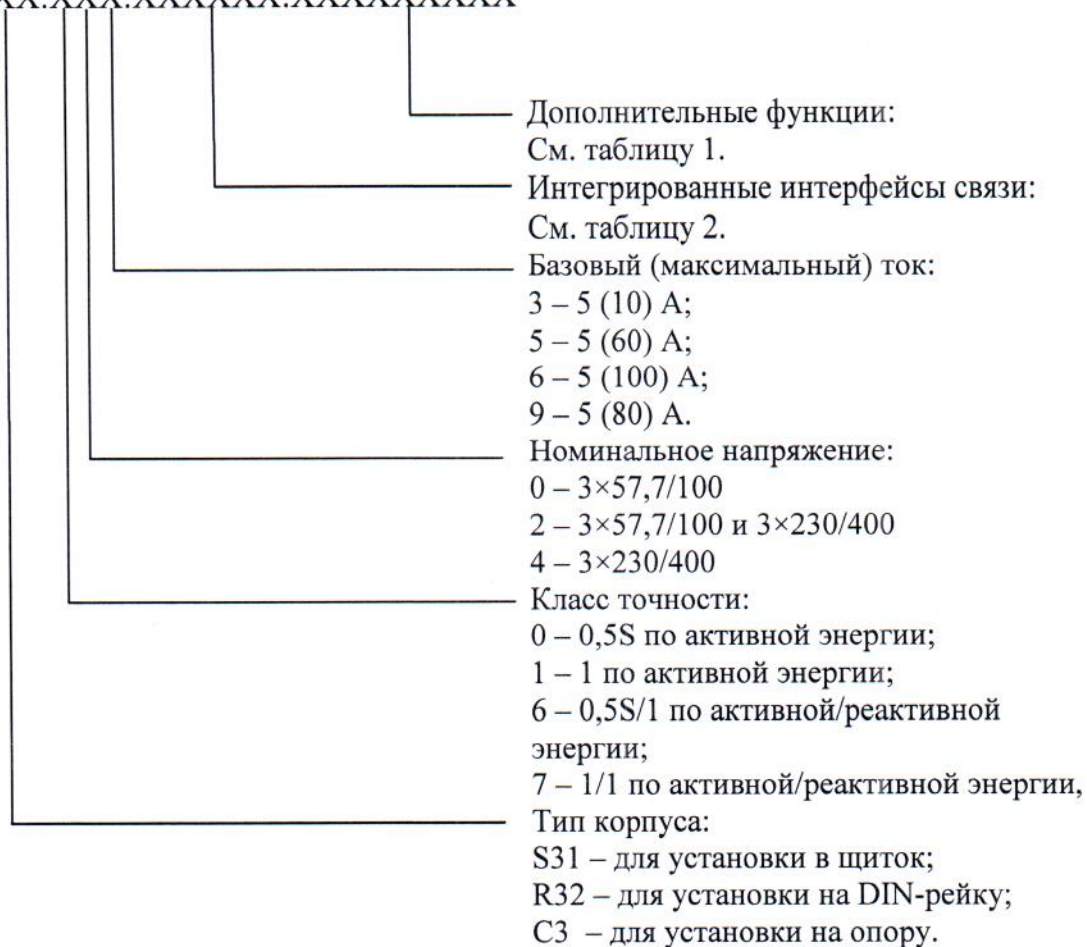 Дополнительные функции:
См. таблицу 1.
Интегрированные интерфейсы связи:
См. таблицу 2.
Базовый (максимальный) ток:
3 – 5 (10) А;
5 – 5 (60) А;
6 – 5 (100) А;
9 – 5 (80) А.
Номинальное напряжение:
0 – 3×57,7/100
2 – 3×57,7/100 и 3×230/400
4 – 3×230/400
Класс точности:
0 – 0,5S по активной энергии;
1 – 1 по активной энергии;
6 – 0,5S/1 по активной/реактивной
энергии;
7 – 1/1 по активной/реактивной энергии,
Тип корпуса:
S31 – для установки в щиток;
R32 – для установки на DIN-рейку;
С3 – для установки на опору.